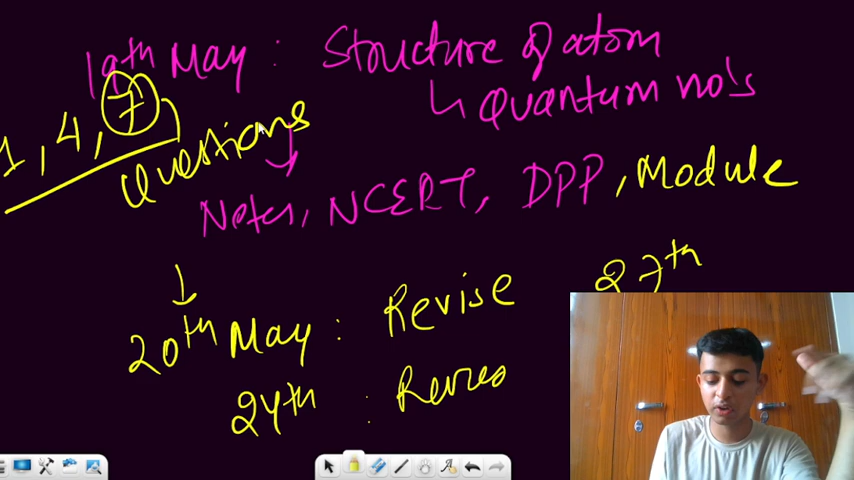 19th May : Structure of atom
↳ Quantum no's
1, 4, 7
Questions
Notes, NCERT, DPP, Module
20th May : Revise
27th
24th : Revise